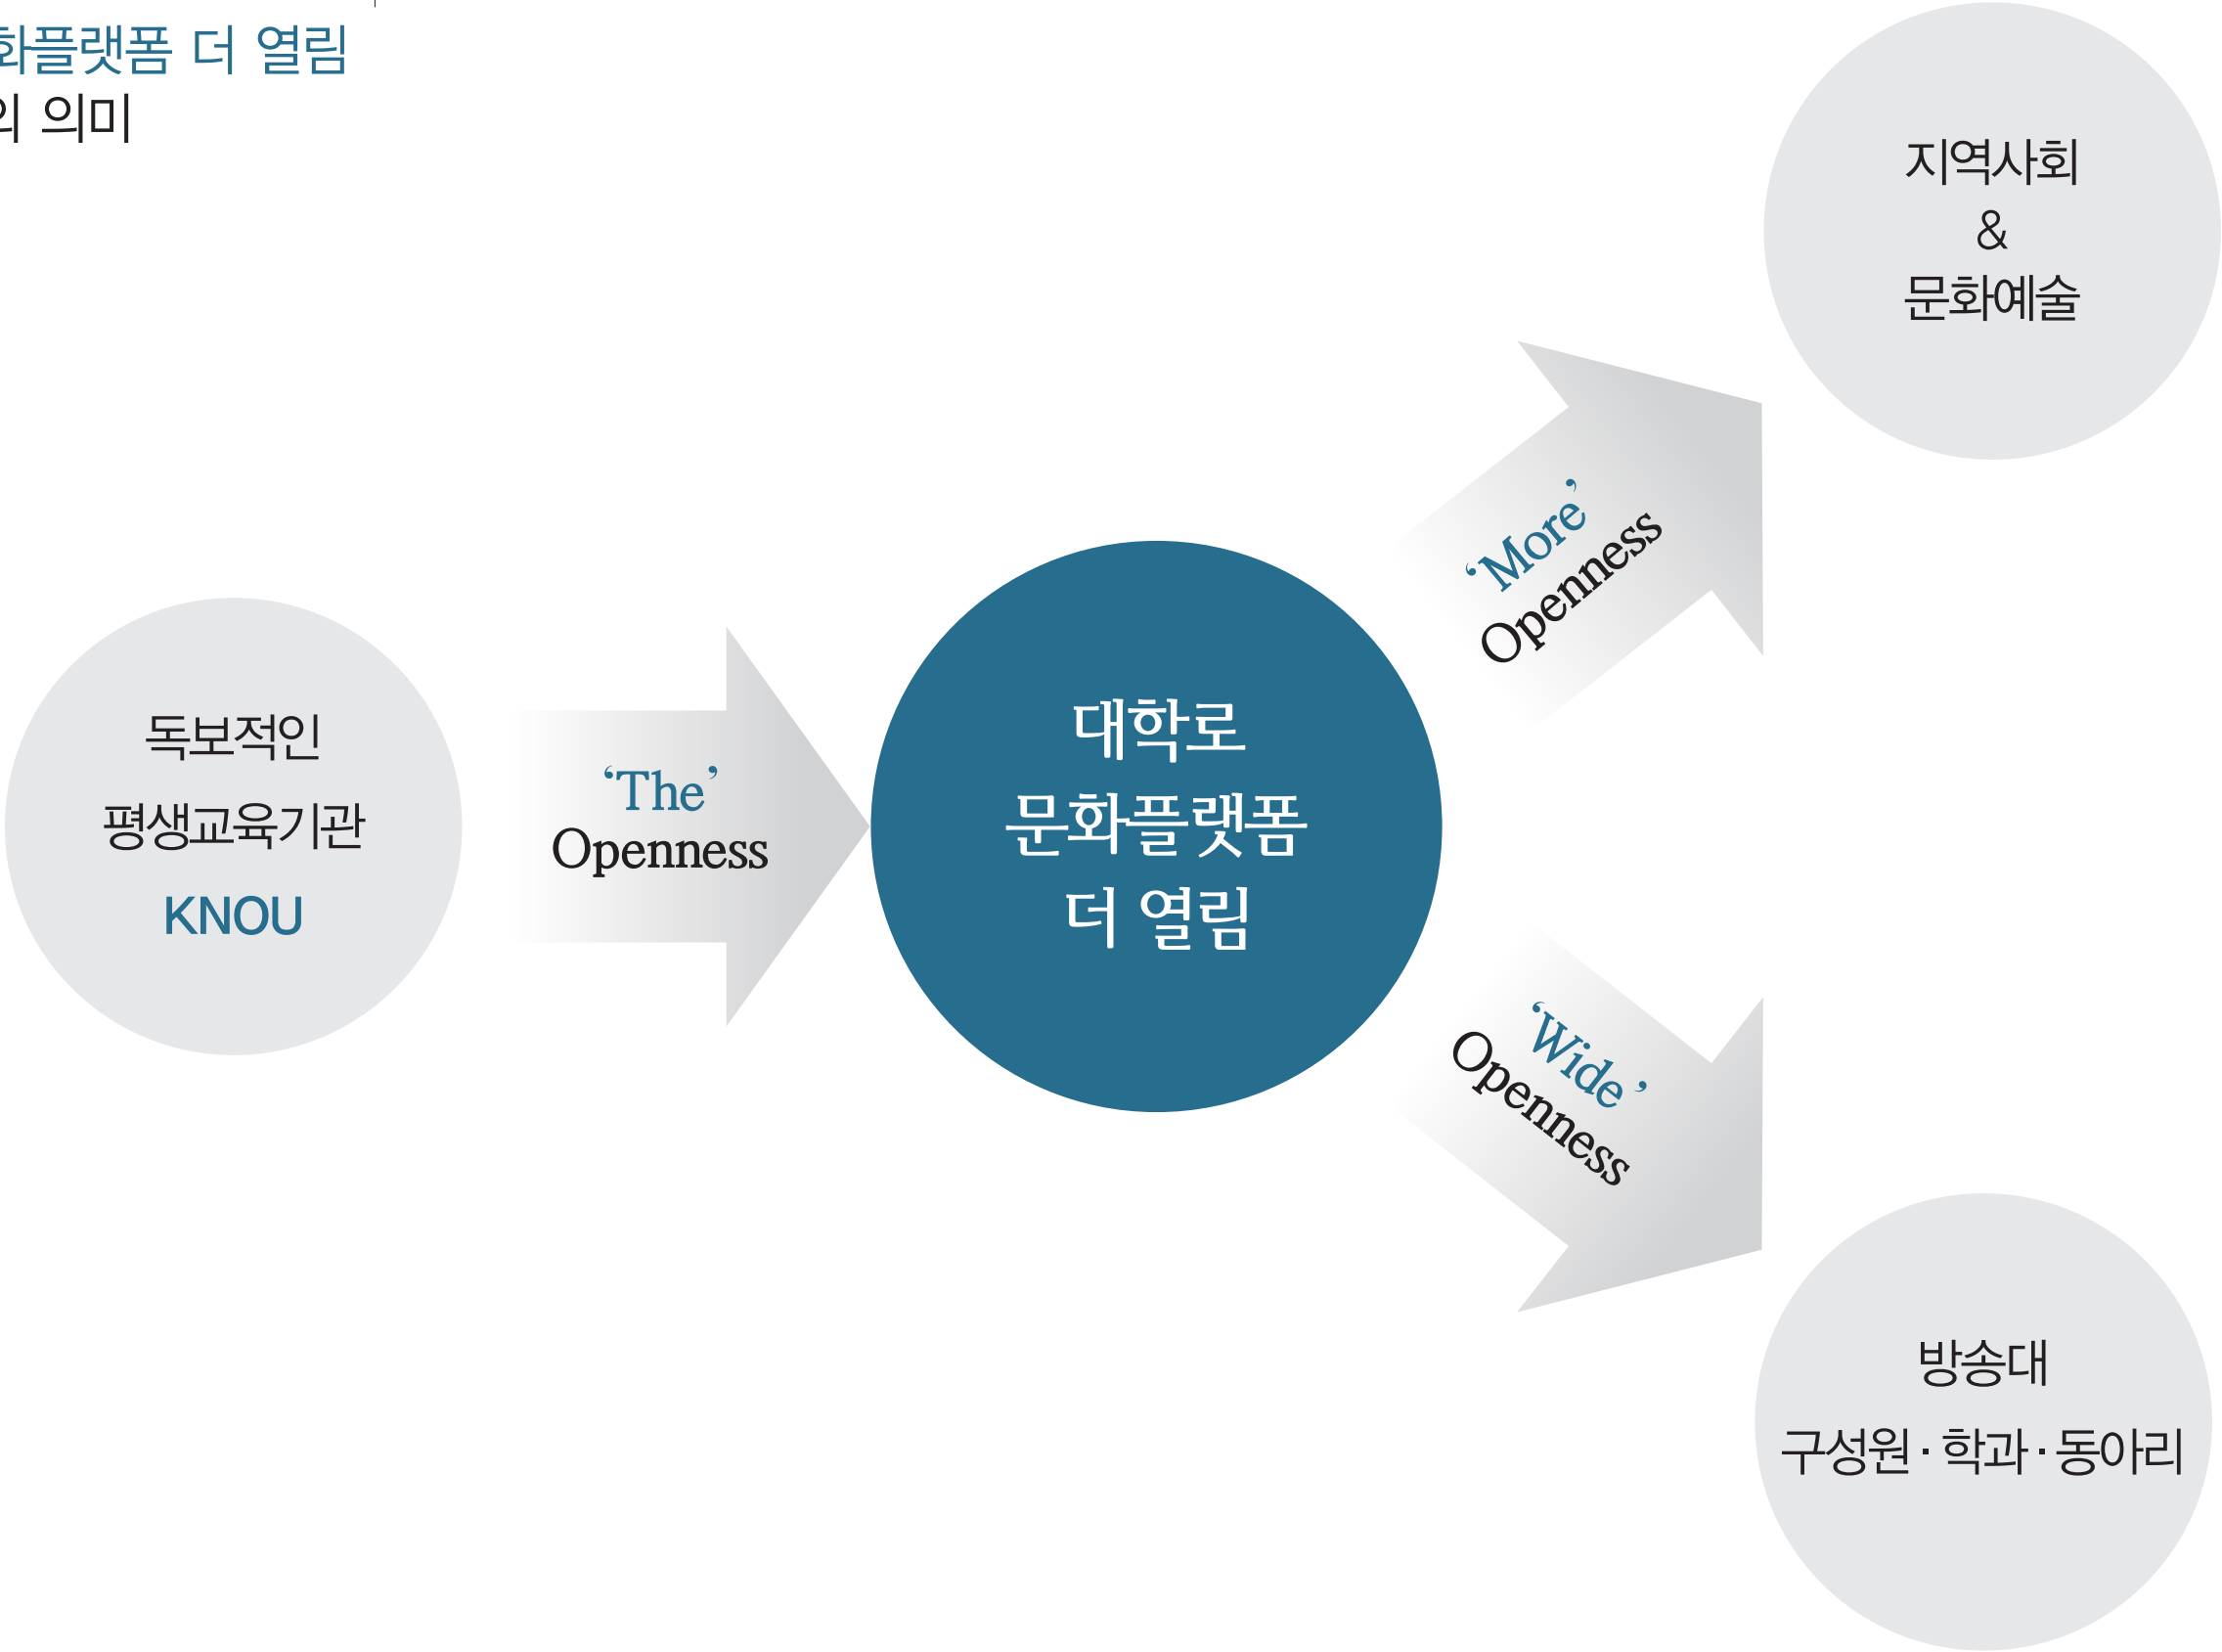 화플랫폼 더 열림
의 의미
지역사회
&
문화예술
‘More’
Openness
독보적인
평생교육기관
KNOU
‘The’
Openness
대학로
문화플랫폼
더 열림
‘Wide’
Openness
방송대
구성원 · 학과 · 동아리